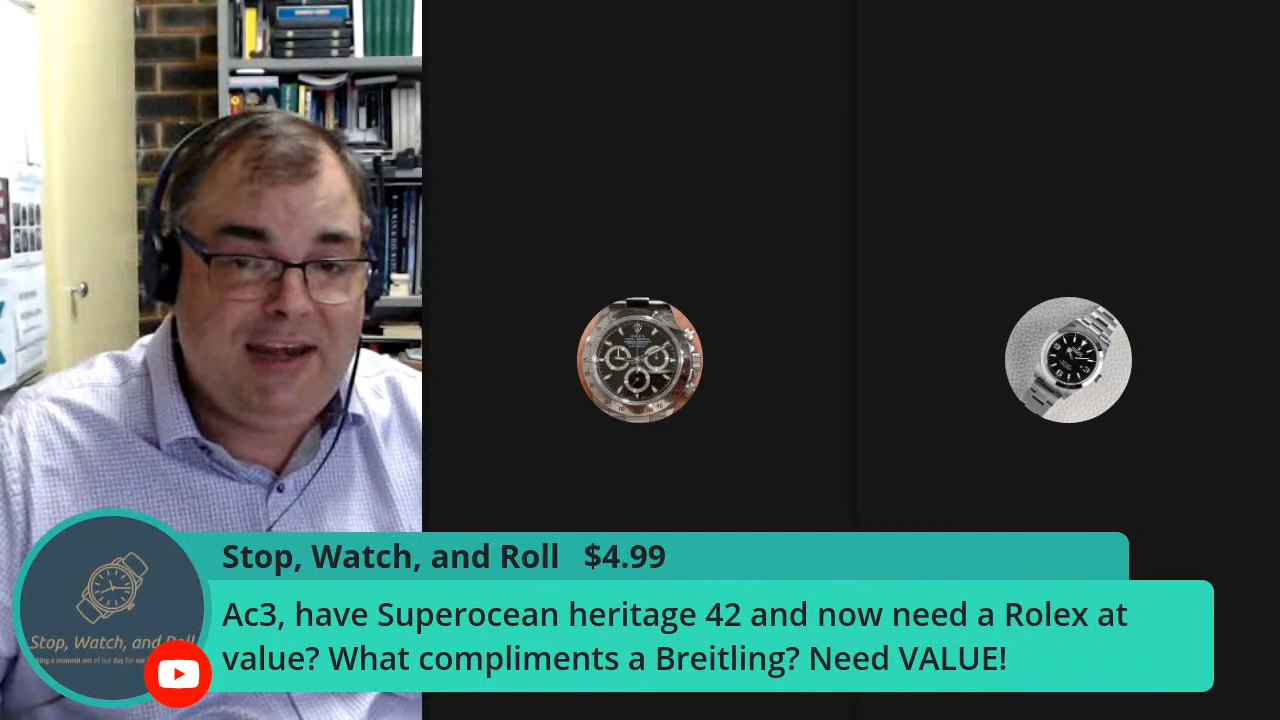 Stop, Watch, and Roll $4.99
Ac3, have Superocean heritage 42 and now need a Rolex at
value? What compliments a Breitling? Need VALUE!
Stop, Watch, and Roll